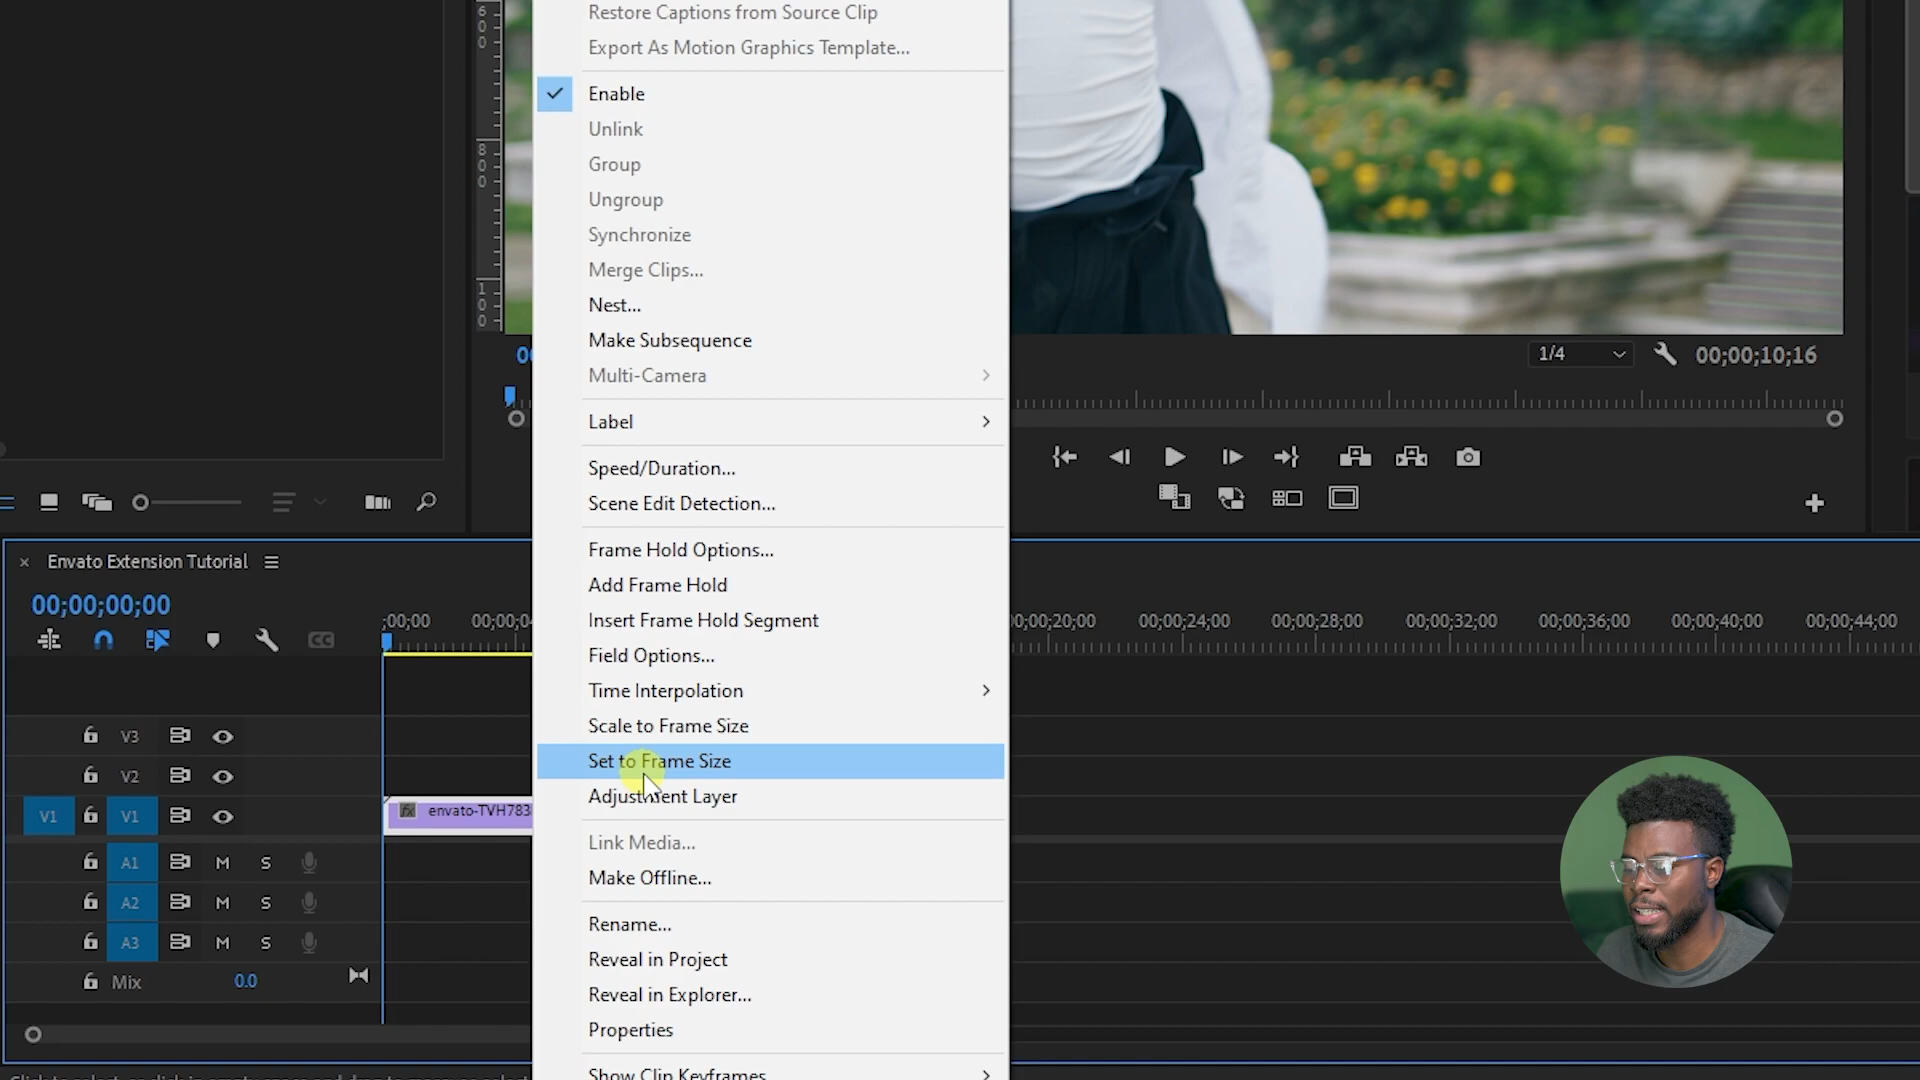 Restore Captions from Source Clip
Export As Motion Graphics Template...
Enable
Unlink
Group
Ungroup
Synchronize
Merge Clips...
Nest...
Make Subsequence
Multi-Camera
Label
Speed/Duration...
Scene Edit Detection...
Frame Hold Options...
Add Frame Hold
Insert Frame Hold Segment
Field Options...
Time Interpolation
Scale to Frame Size
Set to Frame Size
Adjustment Layer
Link Media...
Make Offline...
Rename...
Reveal in Project
Reveal in Explorer...
Properties
Show Clip Keyframes
600
800
100
1/4
00;00;10;16
Envato Extension Tutorial
00;00;00;00
;00;00
00;00;20;00
00;00;24;00
00;00;28;00
00;00;32;00
00;00;36;00
00;00;40;00
00;00;44;00
CC
V3
V2
V1 V1
fx envato-TVH783
A1 M S
A2 M S
A3 M S
Mix 0.0